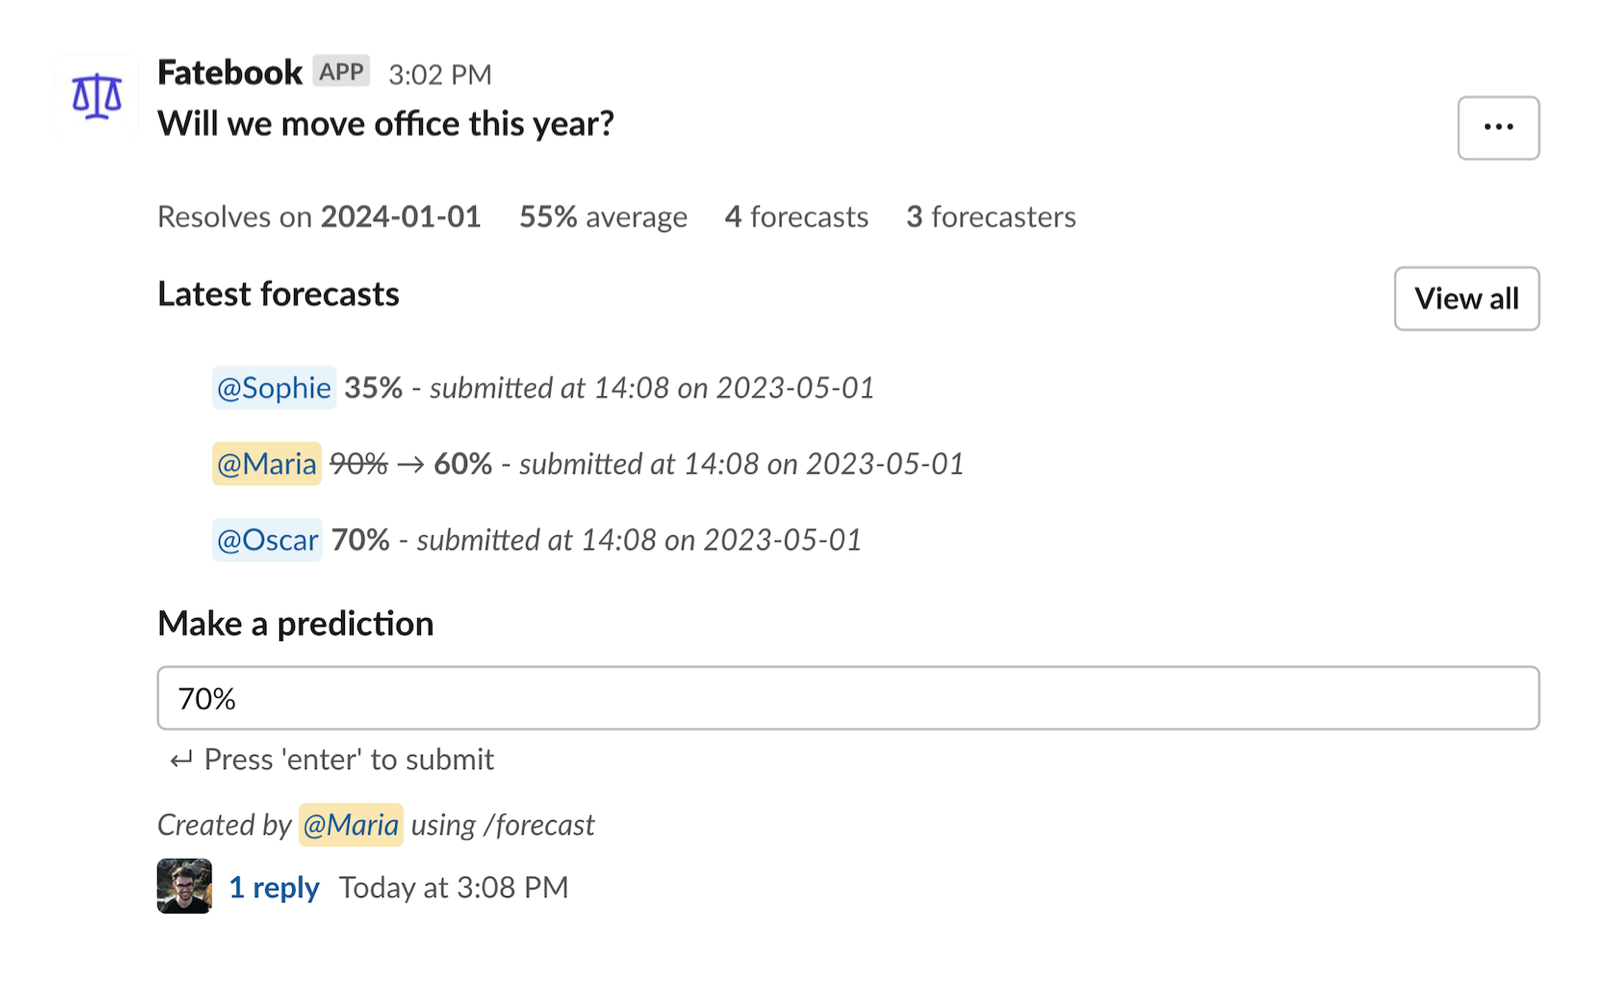 Fatebook APP 3:02 PM
Will we move office this year?
Resolves on 2024-01-01 55% average 4 forecasts 3 forecasters
Latest forecasts
View all
@Sophie 35% - submitted at 14:08 on 2023-05-01
@Maria 90% → 60% - submitted at 14:08 on 2023-05-01
@Oscar 70% - submitted at 14:08 on 2023-05-01
Make a prediction
70%
↵ Press 'enter' to submit
Created by @Maria using /forecast
1 reply Today at 3:08 PM